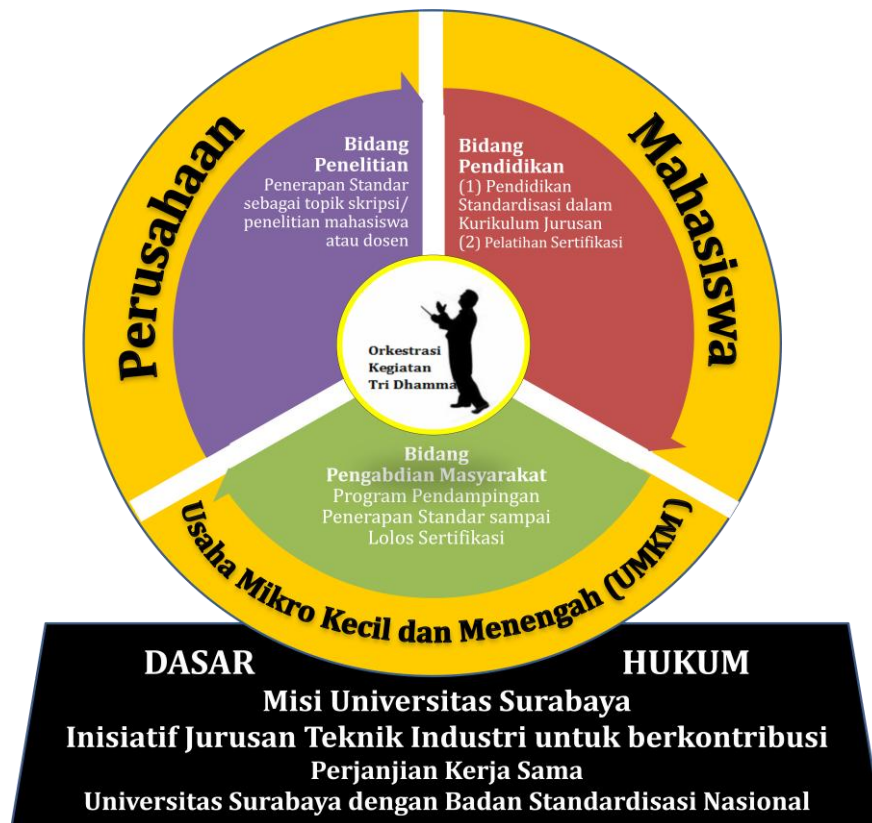 Perusahaan
Mahasiswa
Bidang
Penelitian
Penerapan Standar
sebagai topik skripsi/
penelitian mahasiswa
atau dosen
Bidang
Pendidikan
(1) Pendidikan
Standardisasi dalam
Kurikulum Jurusan
(2) Pelatihan Sertifikasi
Orkestrasi
Kegiatan
Tri Dhamma
Bidang
Pengabdian Masyarakat
Program Pendampingan
Penerapan Standar sampai
Lolos Sertifikasi
Usaha Mikro Kecil dan Menengah (UMKM )
DASAR HUKUM
Misi Universitas Surabaya
Inisiatif Jurusan Teknik Industri untuk berkontribusi
Perjanjian Kerja Sama
Universitas Surabaya dengan Badan Standardisasi Nasional